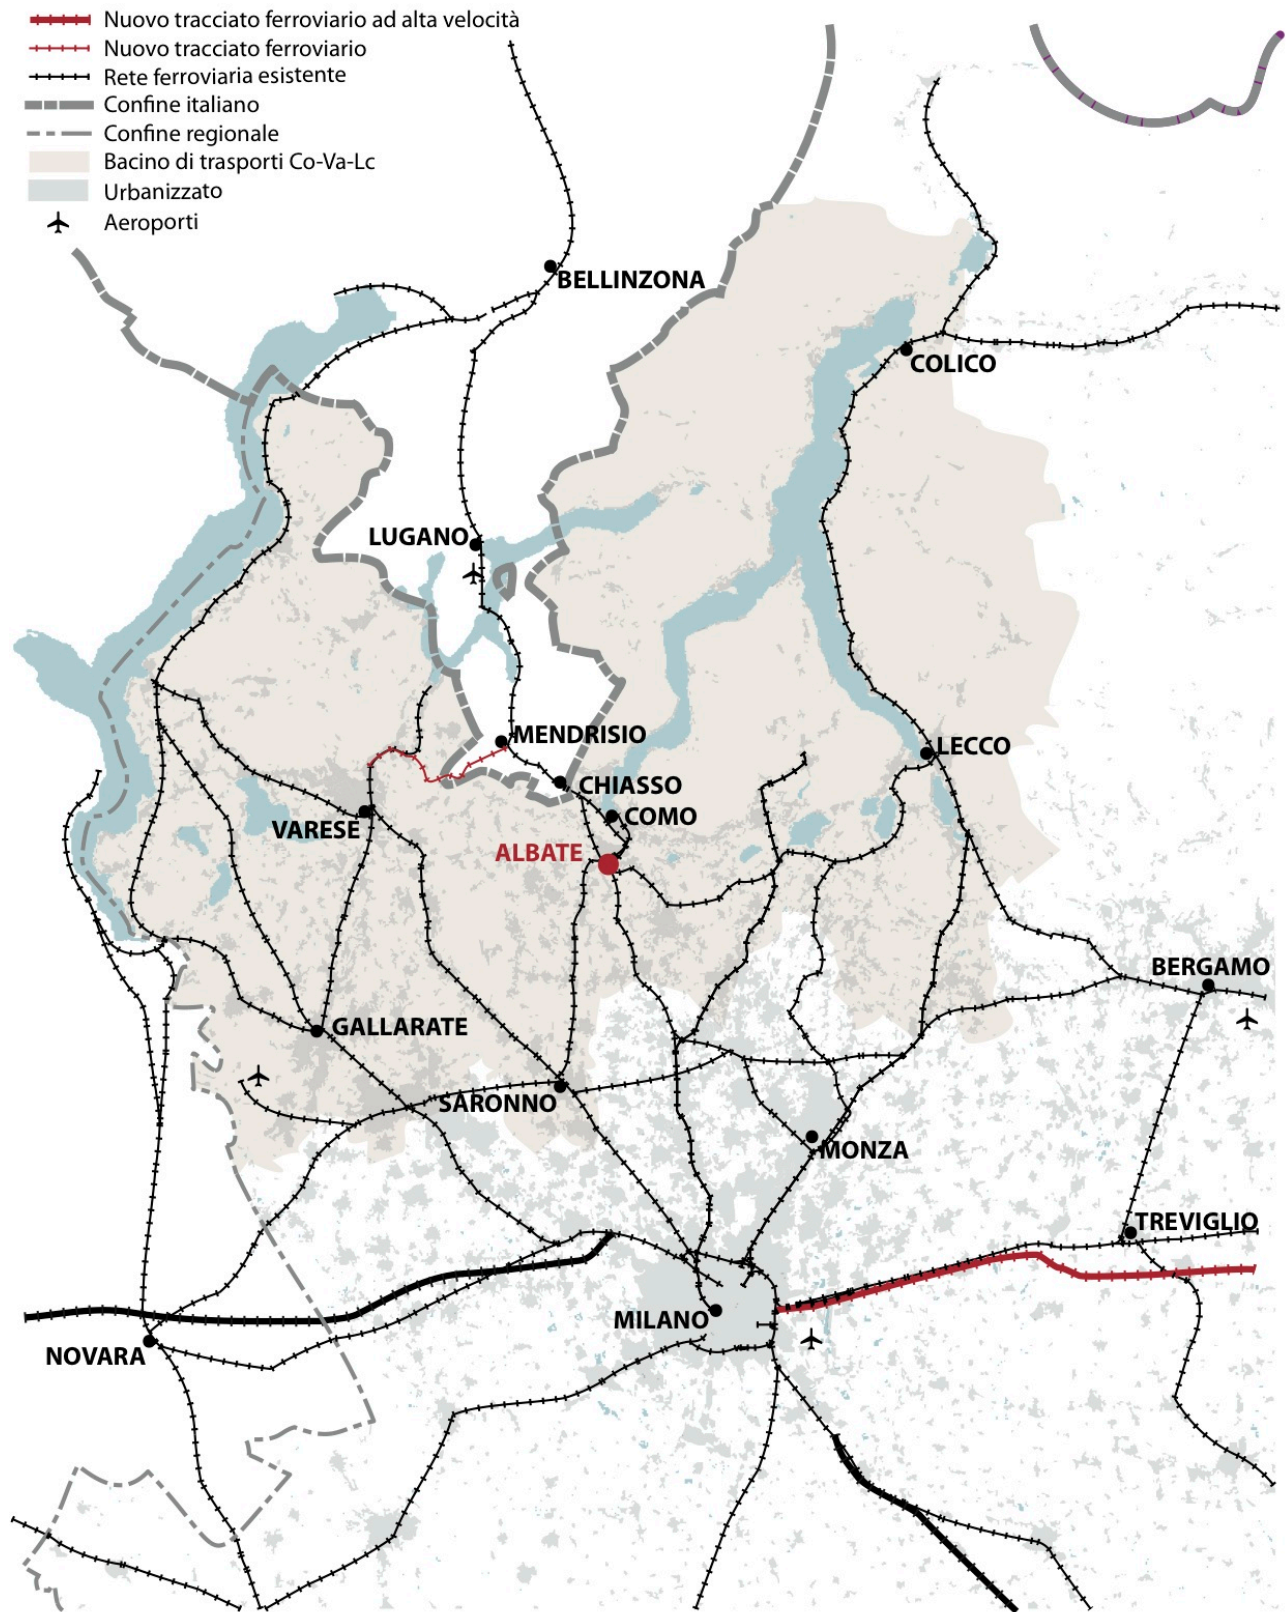 Nuovo tracciato ferroviario ad alta velocità
Nuovo tracciato ferroviario
Rete ferroviaria esistente
Confine italiano
Confine regionale
Bacino di trasporti Co-Va-Lc
Urbanizzato
Aeroporti
BELLINZONA
COLICO
LUGANO
MENDRISIO
LECCO
CHIASSO
COMO
VARESE
ALBATE
BERGAMO
GALLARATE
SARONNO
MONZA
TREVIGLIO
MILANO
NOVARA